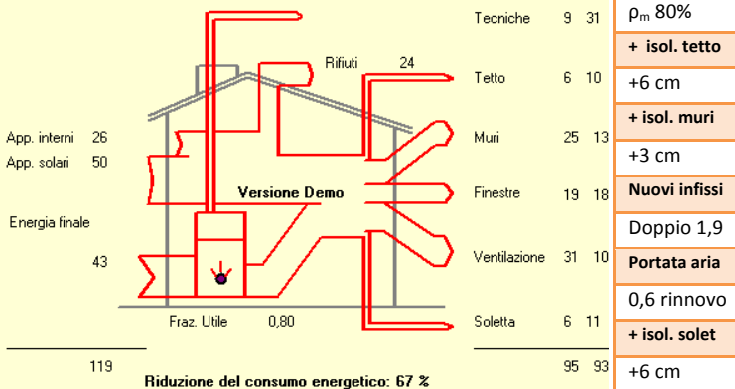 Tecniche 9 31
Rifiuti 24
Tetto 6 10
App. interni 26
Muri 25 13
App. solari 50
Versione Demo
Finestre 19 18
Energia finale
Ventilazione 31 10
43
Fraz. Utile 0,80
Soletta 6 11
119
95 93
Riduzione del consumo energetico: 67 %
ρm 80%
+ isol. tetto
+6 cm
+ isol. muri
+3 cm
Nuovi infissi
Doppio 1,9
Portata aria
0,6 rinnovo
+ isol. solet
+6 cm